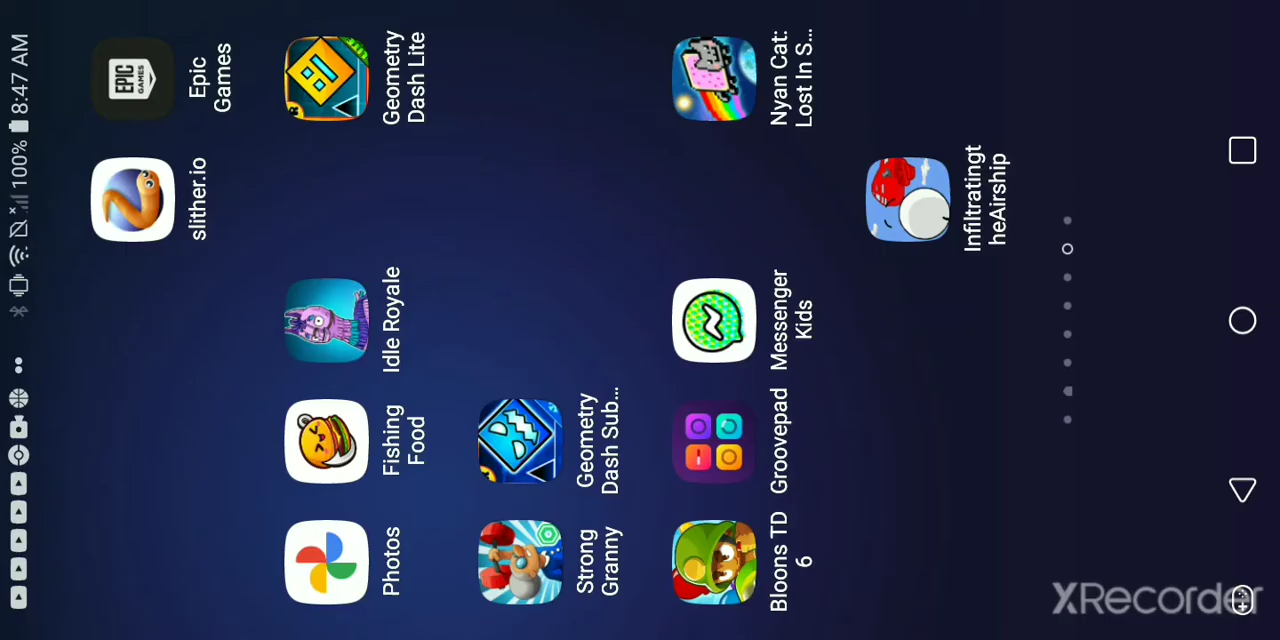 8:47 AM
100%
Epic
Games
EPIC
GAMES
slither.io
Photos
Fishing
Food
Idle Royale
Geometry
Dash Lite
Strong
Granny
Geometry
Dash Sub...
Bloons TD
6
Groovepad
Messenger
Kids
Nyan Cat:
Lost In S...
Infiltratingt
heAirship
XRecorder